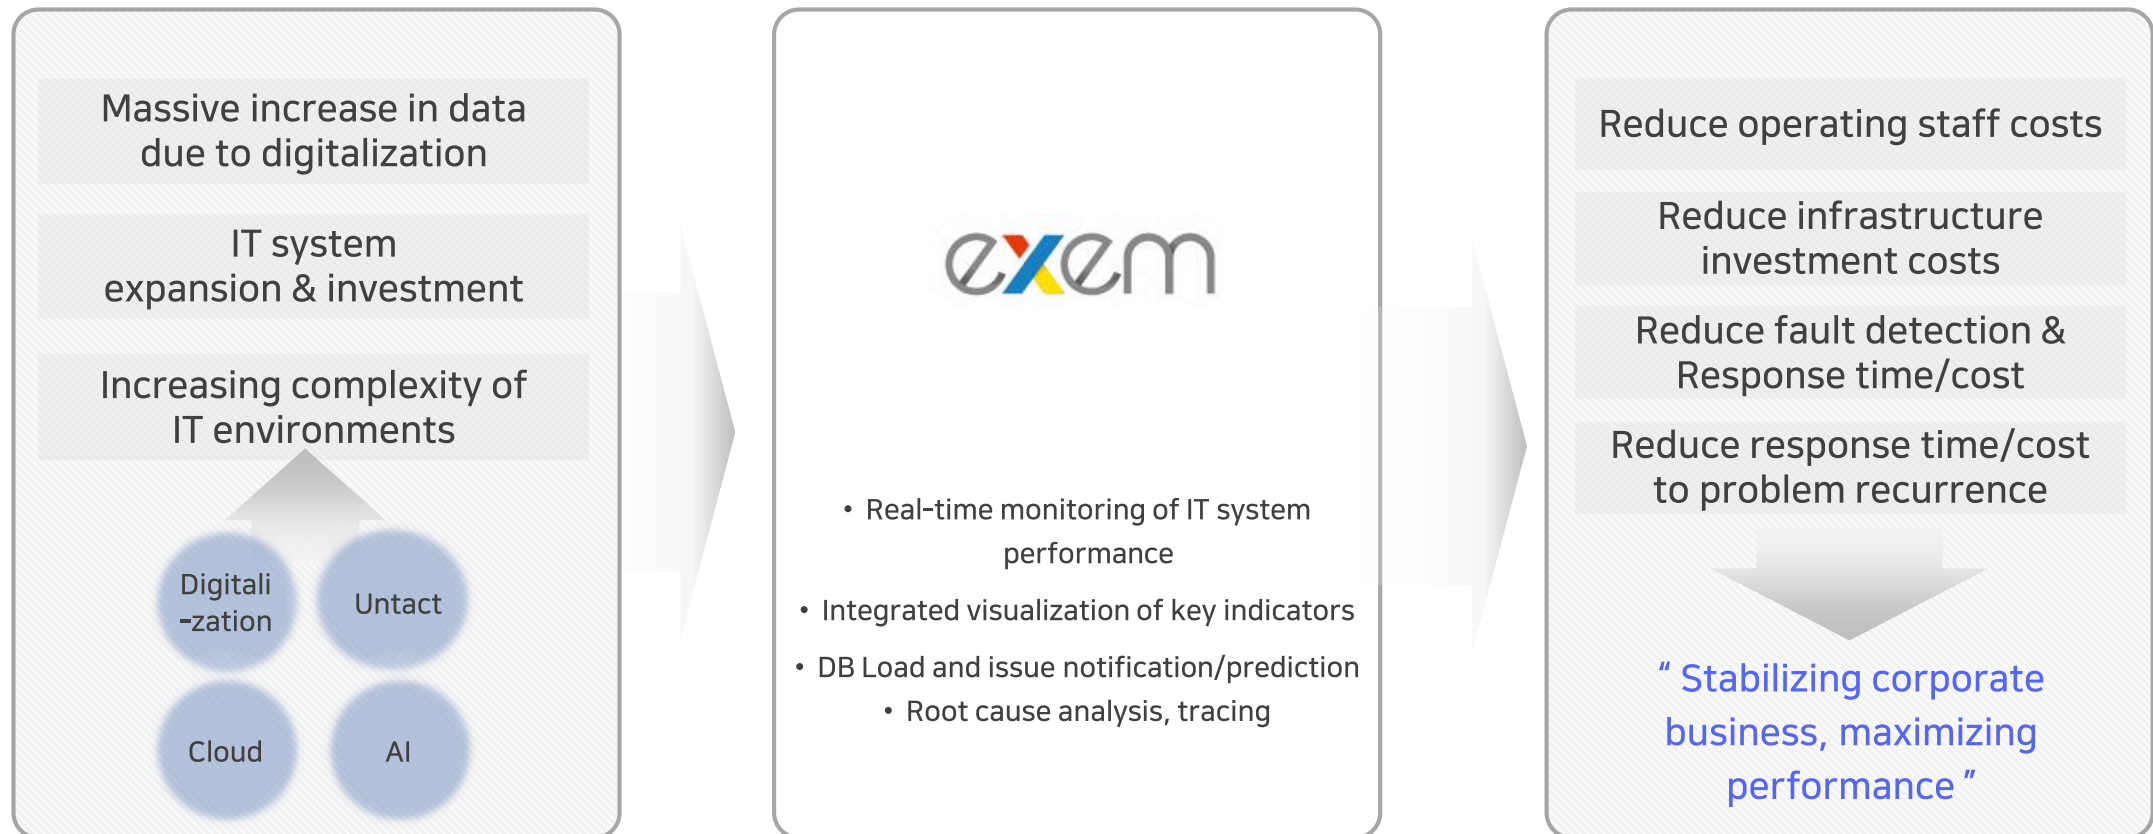 Massive increase in data
due to digitalization
IT system
expansion & investment
Increasing complexity of
IT environments
Digitali
-zation
Untact
Cloud
AI
exem
• Real-time monitoring of IT system
performance
• Integrated visualization of key indicators
• DB Load and issue notification/prediction
• Root cause analysis, tracing
Reduce operating staff costs
Reduce infrastructure
investment costs
Reduce fault detection &
Response time/cost
Reduce response time/cost
to problem recurrence
“ Stabilizing corporate
business, maximizing
performance ”